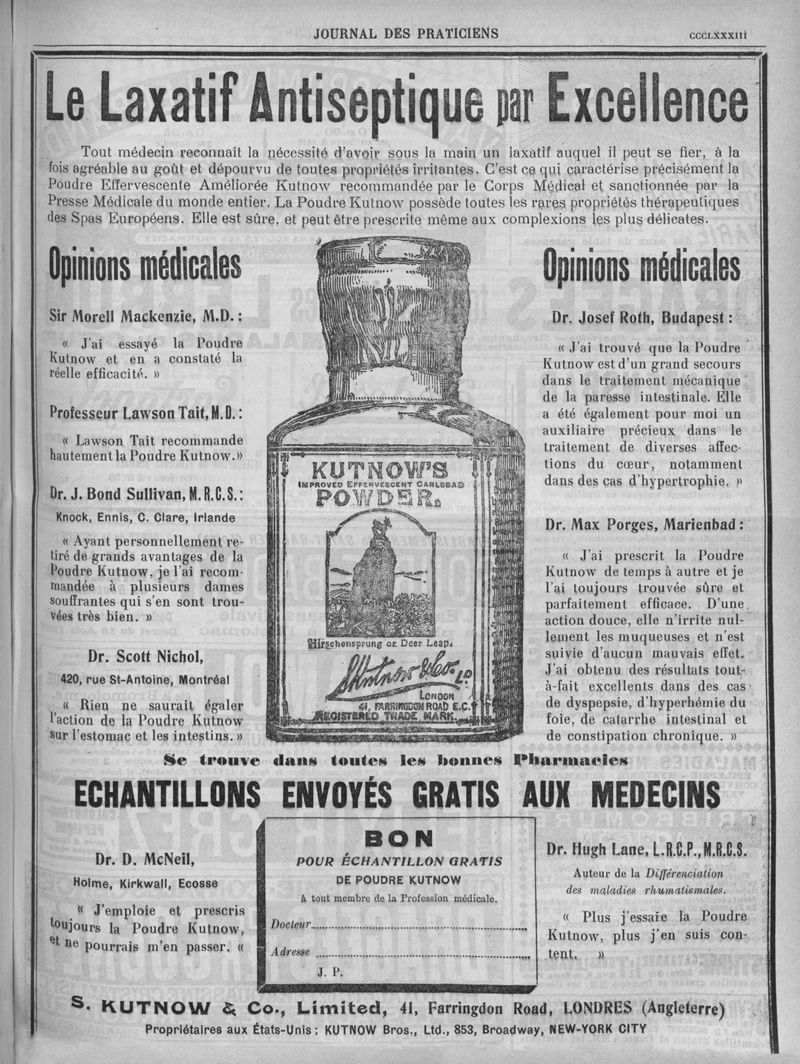 JOURNAL DES PRATICIENS
CCCLXXXIII
Le Laxatif Antiseptique par Excellence
Tout médecin reconnaît la nécessité d'avoir sous la main un laxatif auquel il peut se fier, à la
fois agréable au goût et dépourvu de toutes propriétés irritantes. C'est ce qui caractérise précisément la
Poudre Effervescente Améliorée Kutnow recommandée par le Corps Médical et sanctionnée par la
Presse Médicale du monde entier. La Poudre Kutnow possède toutes les rares propriétés thérapeutiques
des Spas Européens. Elle est sûre, et peut être prescrite même aux complexions les plus délicates.
Opinions médicales
Sir Morell Mackenzie, M.D. :
« J'ai essayé la Poudre
Kutnow et en a constaté la
réelle efficacité. »
Professeur Lawson Tait, M.D. :
« Lawson Tait recommande
hautement la Poudre Kutnow.»
Dr. J. Bond Sullivan, M.R.C.S. :
Knock, Ennis, C. Clare, Irlande
« Ayant personnellement re-
tiré de grands avantages de la
Poudre Kutnow, je l'ai recom-
mandée à plusieurs dames
souffrantes qui s'en sont trou-
vées très bien. »
Dr. Scott Nichol,
420, rue St-Antoine, Montréal
« Rien ne saurait égaler
l'action de la Poudre Kutnow
sur l'estomac et les intestins. »
KUTNOW'S
IMPROVED EFFERVESCENT CARLSBAD
POWDER.
Hirschensprung or Deer Leap.
S. Kutnow & Co. Ld.
LONDON
41, FARRINGDON ROAD E.C.
REGISTERED TRADE MARK.
Opinions médicales
Dr. Josef Roth, Budapest :
« J'ai trouvé que la Poudre
Kutnow est d'un grand secours
dans le traitement mécanique
de la paresse intestinale. Elle
a été également pour moi un
auxiliaire précieux dans le
traitement de diverses affec-
tions du cœur, notamment
dans des cas d'hypertrophie. »
Dr. Max Porges, Marienbad :
« J'ai prescrit la Poudre
Kutnow de temps à autre et je
l'ai toujours trouvée sûre et
parfaitement efficace. D'une
action douce, elle n'irrite nul-
lement les muqueuses et n'est
suivie d'aucun mauvais effet.
J'ai obtenu des résultats tout-
à-fait excellents dans des cas
de dyspepsie, d'hyperhémie du
foie, de catarrhe intestinal et
de constipation chronique. »
Se trouve dans toutes les bonnes Pharmacies
ECHANTILLONS ENVOYÉS GRATIS AUX MEDECINS
Dr. D. McNeil,
Holme, Kirkwall, Ecosse
« J'emploie et prescris
toujours la Poudre Kutnow,
et ne pourrais m'en passer. «
BON
POUR ÉCHANTILLON GRATIS
DE POUDRE KUTNOW
à tout membre de la Profession médicale.
Docteur
Adresse
J. P.
Dr. Hugh Lane, L.R.C.P., M.R.C.S.
Auteur de la Différenciation
des maladies rhumatismales.
« Plus j'essaie la Poudre
Kutnow, plus j'en suis con-
tent. »
S. KUTNOW & Co., Limited, 41, Farringdon Road, LONDRES (Angleterre)
Propriétaires aux États-Unis : KUTNOW Bros., Ltd., 853, Broadway, NEW-YORK CITY